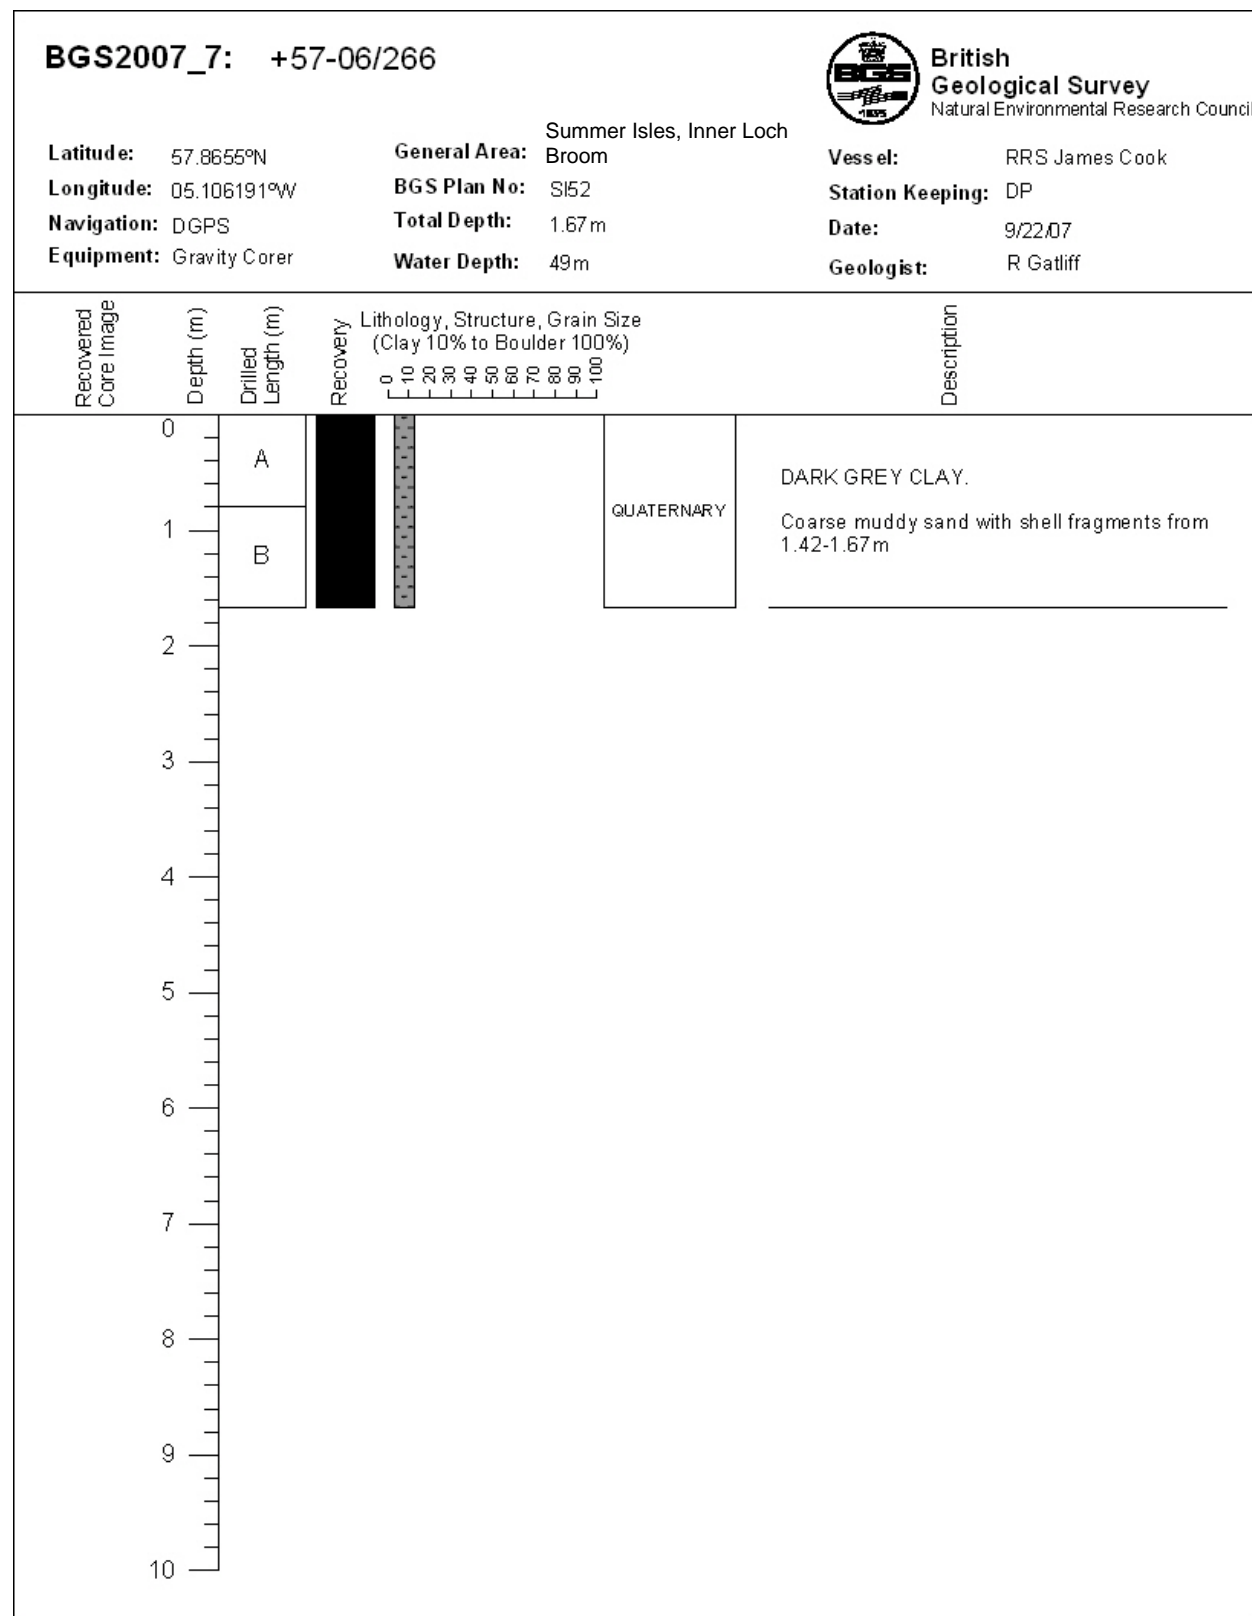 BGS2007_7: +57-06/266
BGS
1835
British
Geological Survey
Natural Environmental Research Council
Latitude: 57.8655ºN
Longitude: 05.106191ºW
Navigation: DGPS
Equipment: Gravity Corer
General Area: Summer Isles, Inner Loch
Broom
BGS Plan No: SI52
Total Depth: 1.67m
Water Depth: 49m
Vessel: RRS James Cook
Station Keeping: DP
Date: 9/22/07
Geologist: R Gatliff
Recovered
Core Image
Depth (m)
Drilled
Length (m)
Recovery
Lithology, Structure, Grain Size
(Clay 10% to Boulder 100%)
0 10 20 30 40 50 60 70 80 90 100
Description
0
1
2
3
4
5
6
7
8
9
10
A
B
QUATERNARY
DARK GREY CLAY.
Coarse muddy sand with shell fragments from
1.42-1.67m